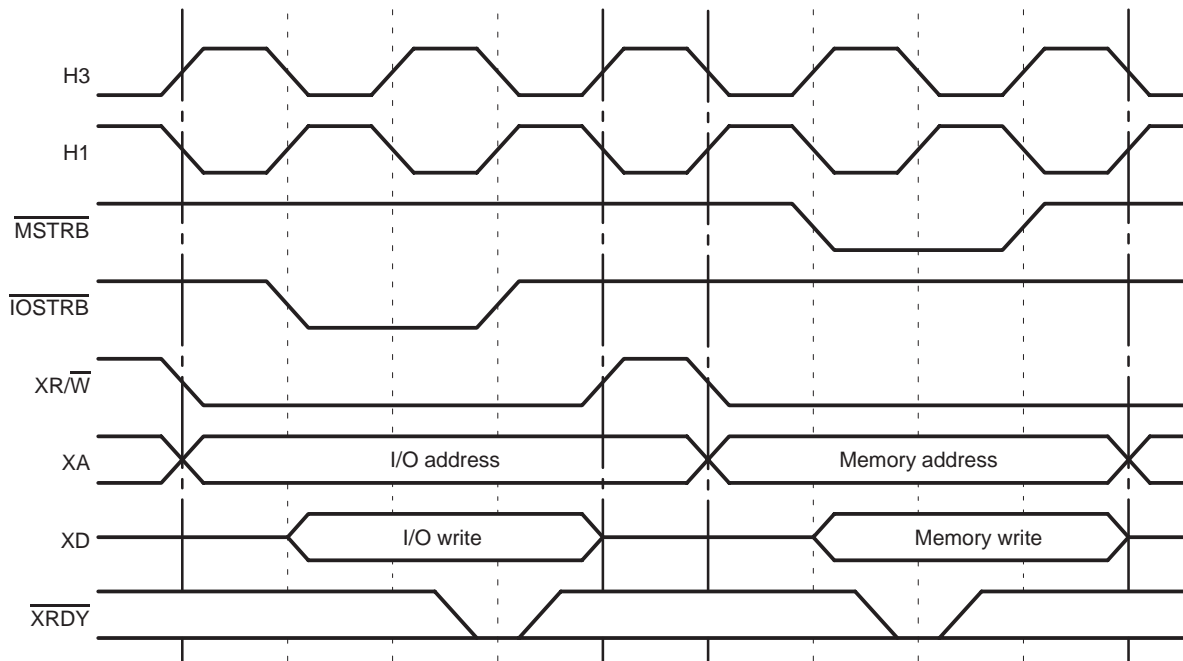 H3
H1
MSTRB
IOSTRB
XR/W
XA
I/O address
Memory address
XD
I/O write
Memory write
XRDY